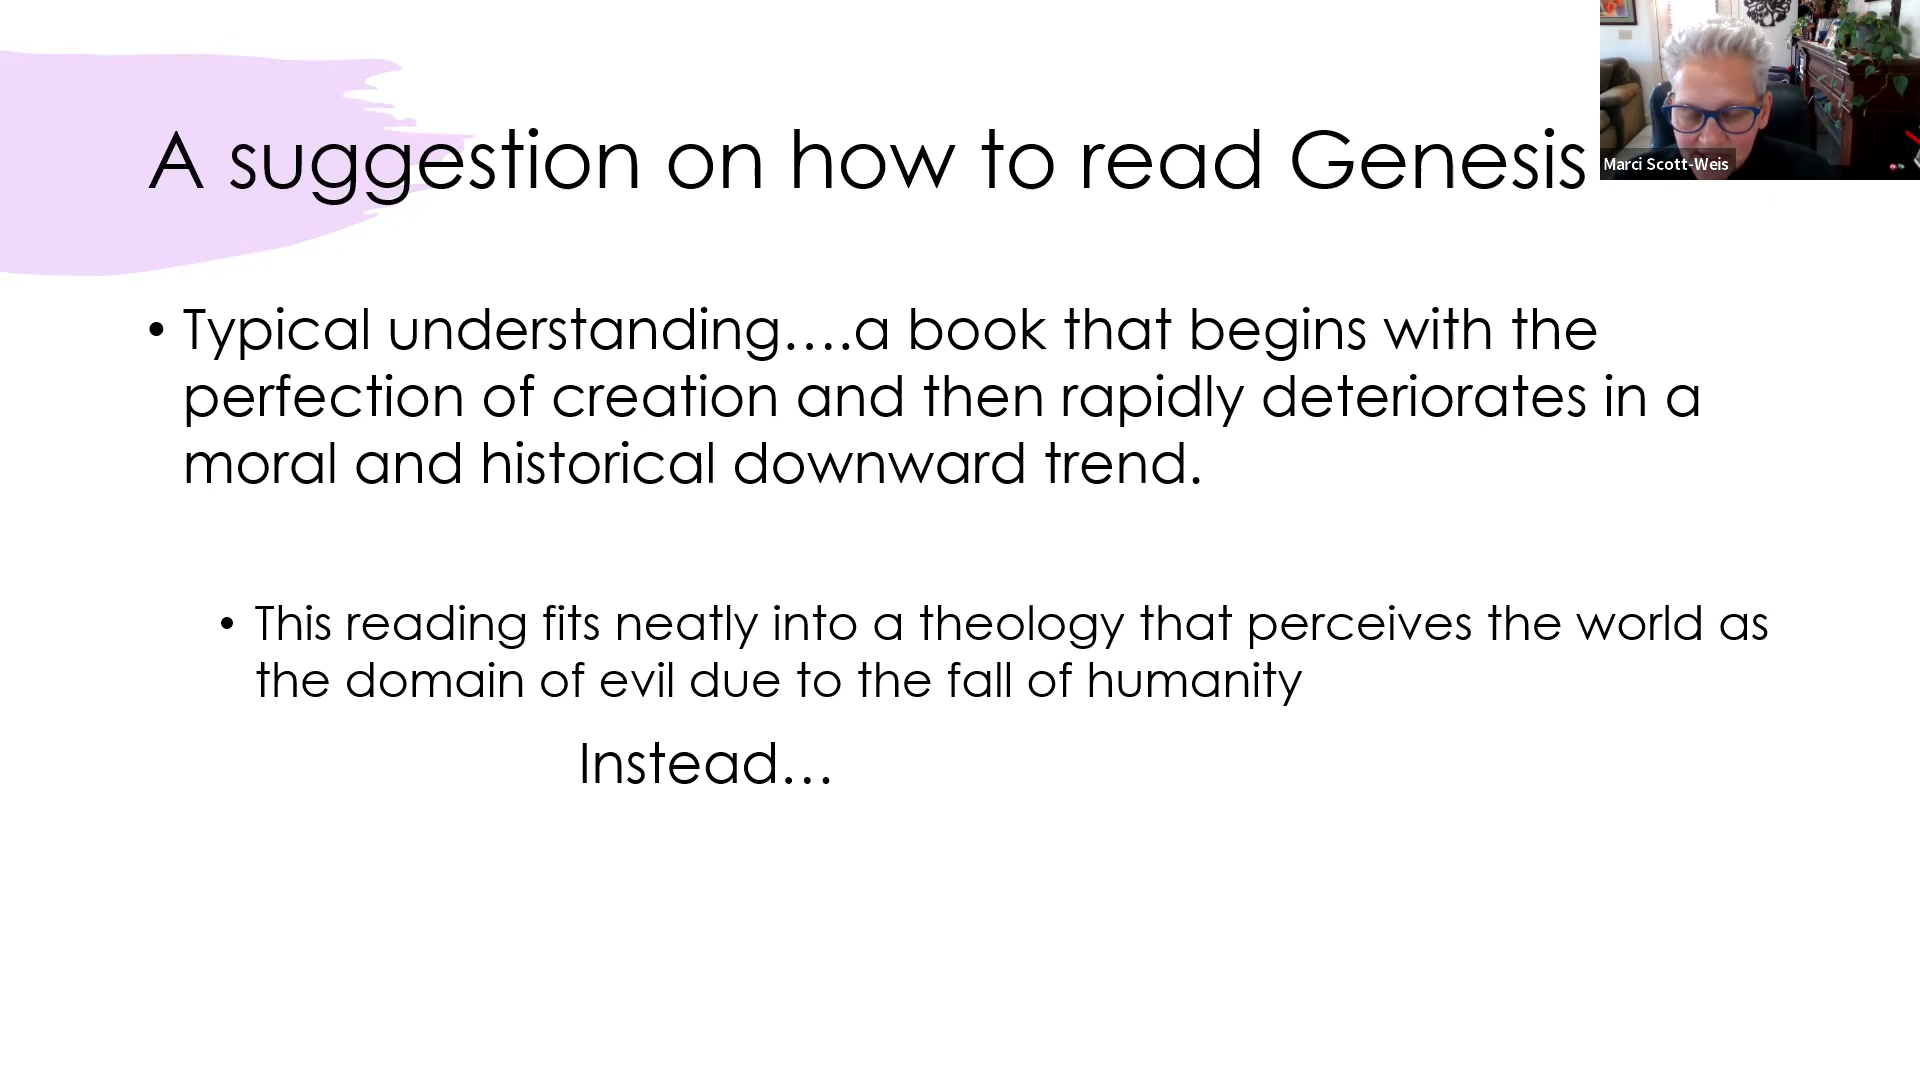 A suggestion on how to read Genesis
Marci Scott-Weis
• Typical understanding….a book that begins with the
perfection of creation and then rapidly deteriorates in a
moral and historical downward trend.
• This reading fits neatly into a theology that perceives the world as
the domain of evil due to the fall of humanity
Instead…